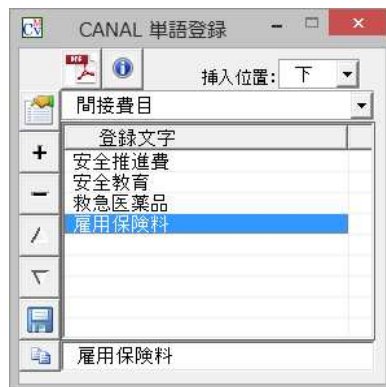 CV CANAL 単語登録
PDF
挿入位置: 下
間接費目
登録文字
安全推進費
安全教育
救急医薬品
雇用保険料
雇用保険料